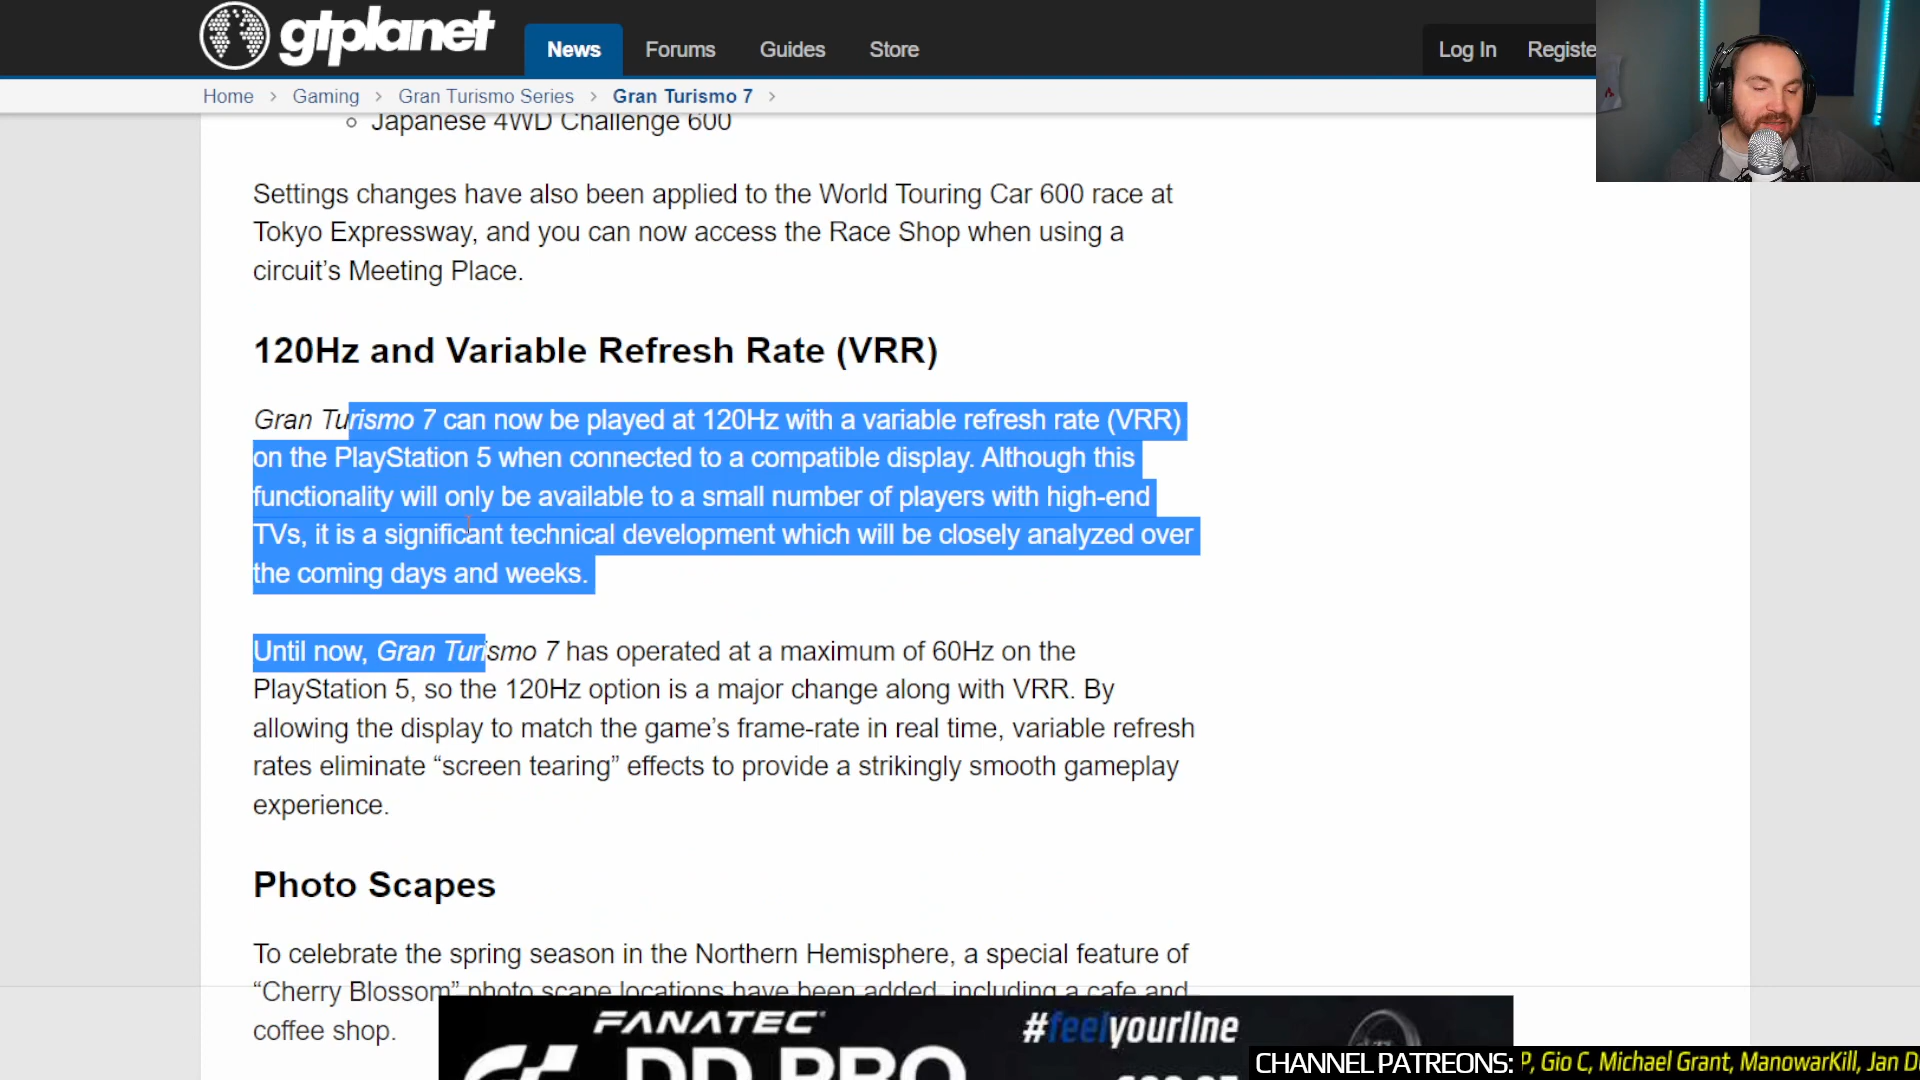 gtplanet
News
Forums
Guides
Store
Log In
Registe
Home > Gaming > Gran Turismo Series > Gran Turismo 7 >
Japanese 4WD Challenge 600
Settings changes have also been applied to the World Touring Car 600 race at
Tokyo Expressway, and you can now access the Race Shop when using a
circuit’s Meeting Place.
120Hz and Variable Refresh Rate (VRR)
Gran Turismo 7 can now be played at 120Hz with a variable refresh rate (VRR)
on the PlayStation 5 when connected to a compatible display. Although this
functionality will only be available to a small number of players with high-end
TVs, it is a significant technical development which will be closely analyzed over
the coming days and weeks.
Until now, Gran Turismo 7 has operated at a maximum of 60Hz on the
PlayStation 5, so the 120Hz option is a major change along with VRR. By
allowing the display to match the game’s frame-rate in real time, variable refresh
rates eliminate “screen tearing” effects to provide a strikingly smooth gameplay
experience.
Photo Scapes
To celebrate the spring season in the Northern Hemisphere, a special feature of
“Cherry Blossom” photo scape locations have been added, including a cafe and
coffee shop.
FANATEC
#feelyourline
DD PRO
CHANNEL PATREONS: P, Gio C, Michael Grant, ManowarKill, Jan D